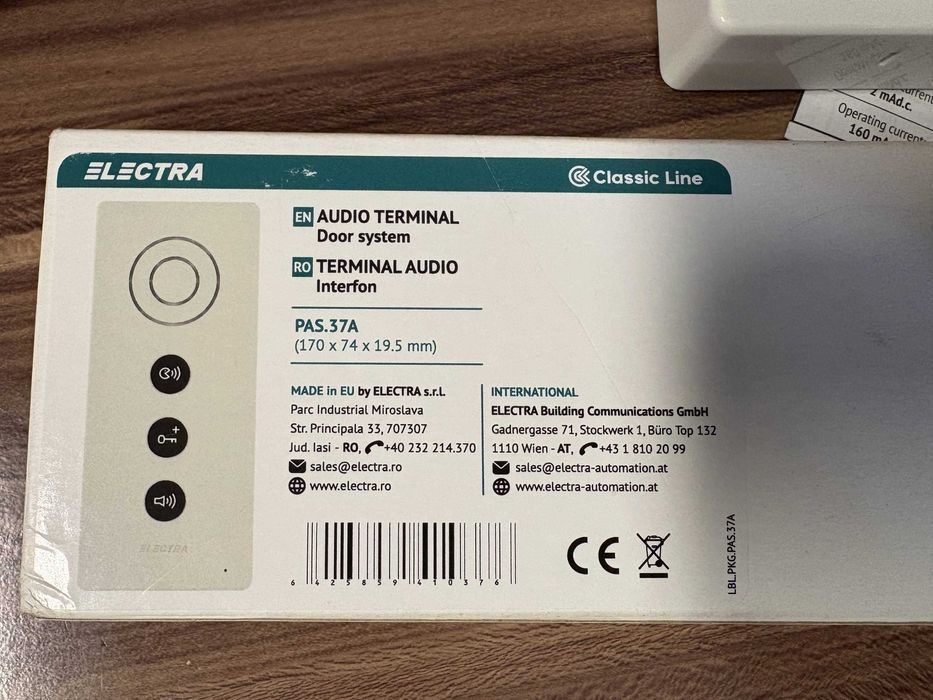 2 mAd.c.
Operating current
160
ELECTRA
Classic Line
EN AUDIO TERMINAL
Door system
RO TERMINAL AUDIO
Interfon
PAS.37A
(170 x 74 x 19.5 mm)
MADE in EU by ELECTRA s.r.l.
Parc Industrial Miroslava
Str. Principala 33, 707307
Jud. Iasi - RO, +40 232 214.370
sales@electra.ro
www.electra.ro
INTERNATIONAL
ELECTRA Building Communications GmbH
Gadnergasse 71, Stockwerk 1, Büro Top 132
1110 Wien - AT, +43 1 810 20 99
sales@electra-automation.at
www.electra-automation.at
ELECTRA
6 425859 410376
CE
LBL.PKG.PAS.37A